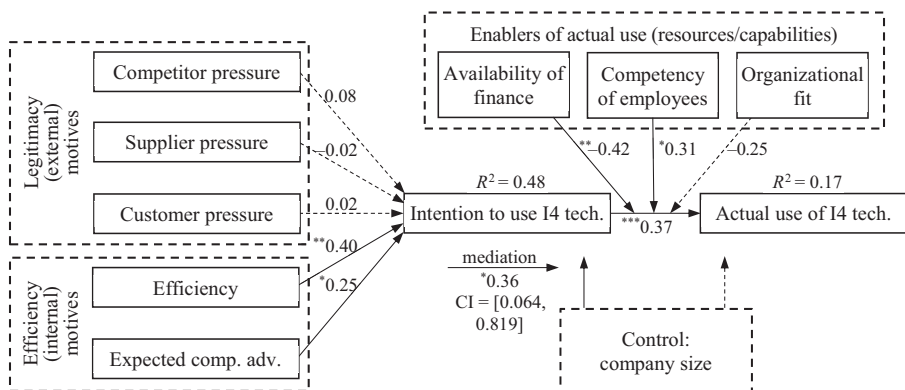 Enablers of actual use (resources/capabilities)
Availability of
finance
Competency
of employees
Organizational
fit
Legitimacy
(external)
motives
Competitor pressure
Supplier pressure
Customer pressure
0.08
–0.02
0.02
**0.40
*0.25
Efficiency
(internal)
motives
Efficiency
Expected comp. adv.
**–0.42
*0.31
–0.25
R² = 0.48
Intention to use I4 tech.
***0.37
R² = 0.17
Actual use of I4 tech.
mediation
*0.36
CI = [0.064,
0.819]
Control:
company size